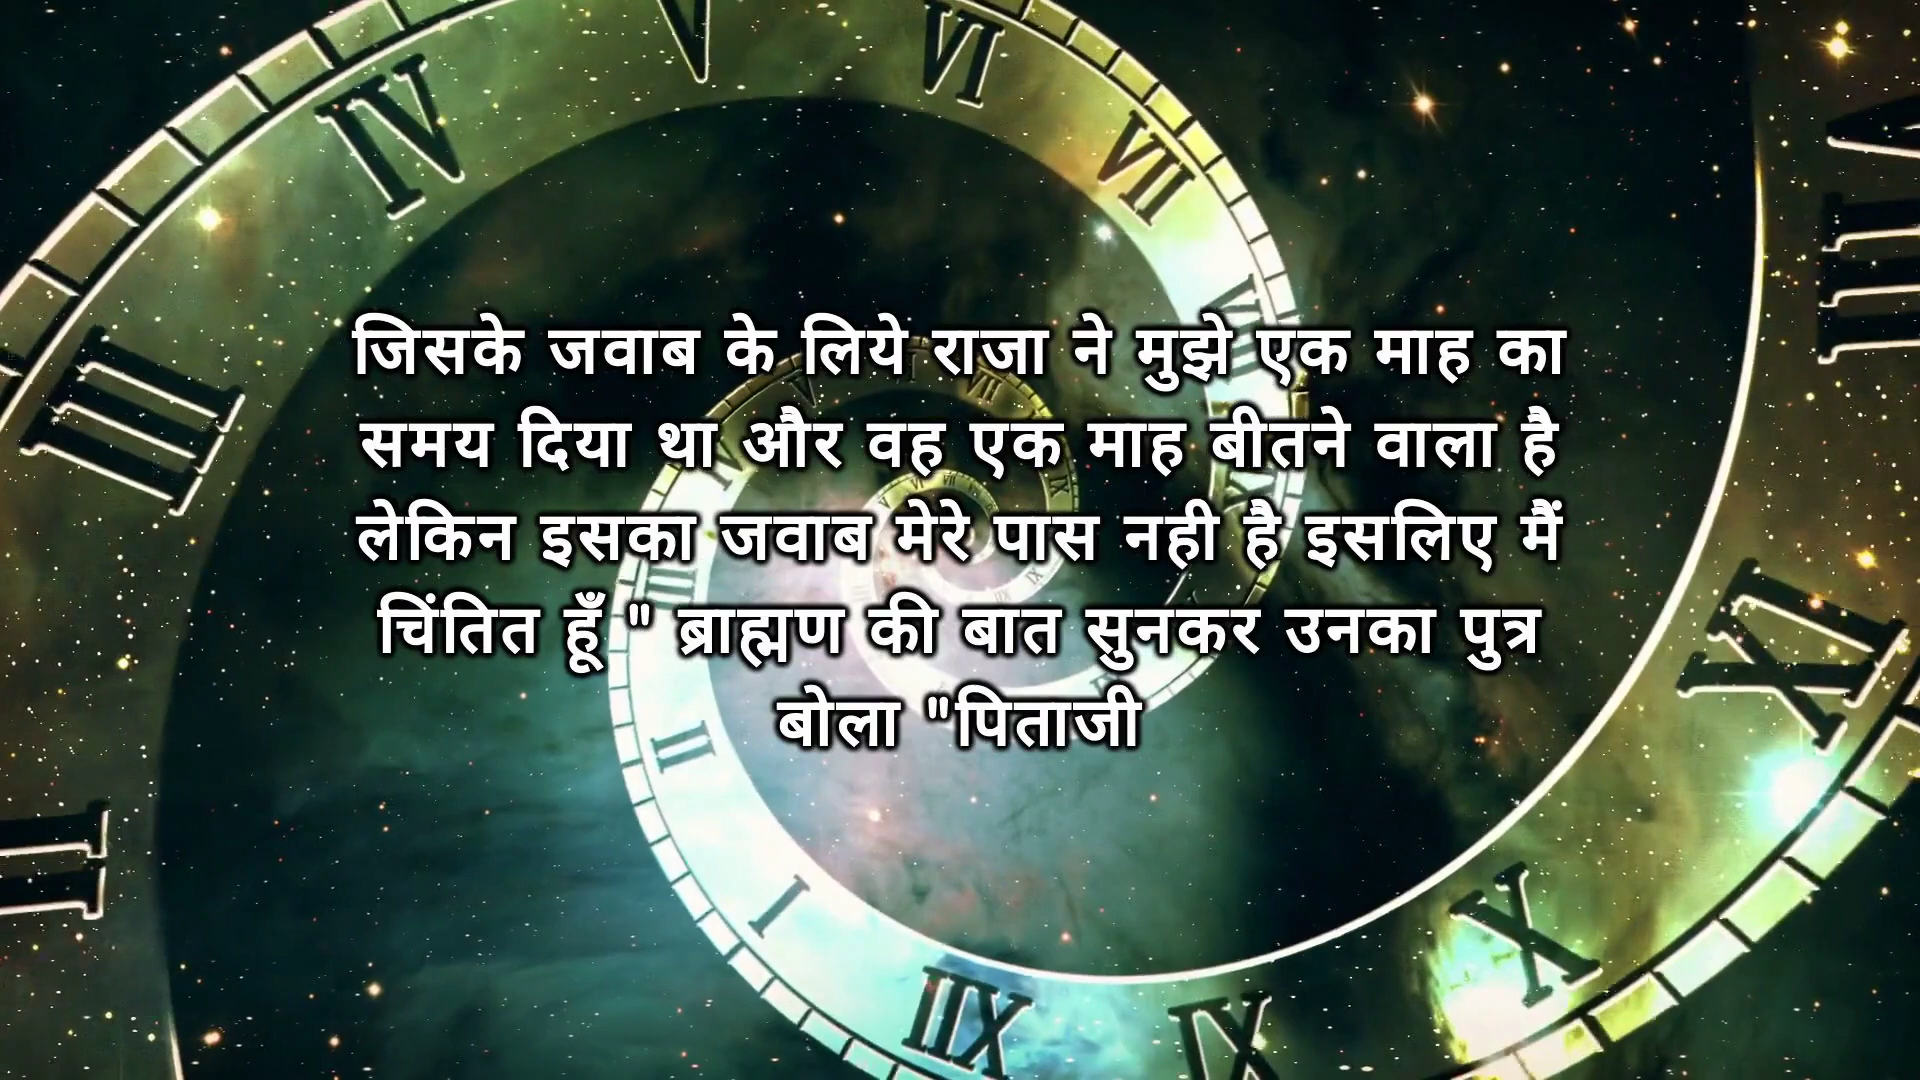 जिसके जवाब के लिये राजा ने मुझे एक माह का
समय दिया था और वह एक माह बीतने वाला है
लेकिन इसका जवाब मेरे पास नही है इसलिए मैं
चिंतित हूँ " ब्राह्मण की बात सुनकर उनका पुत्र
बोला "पिताजी